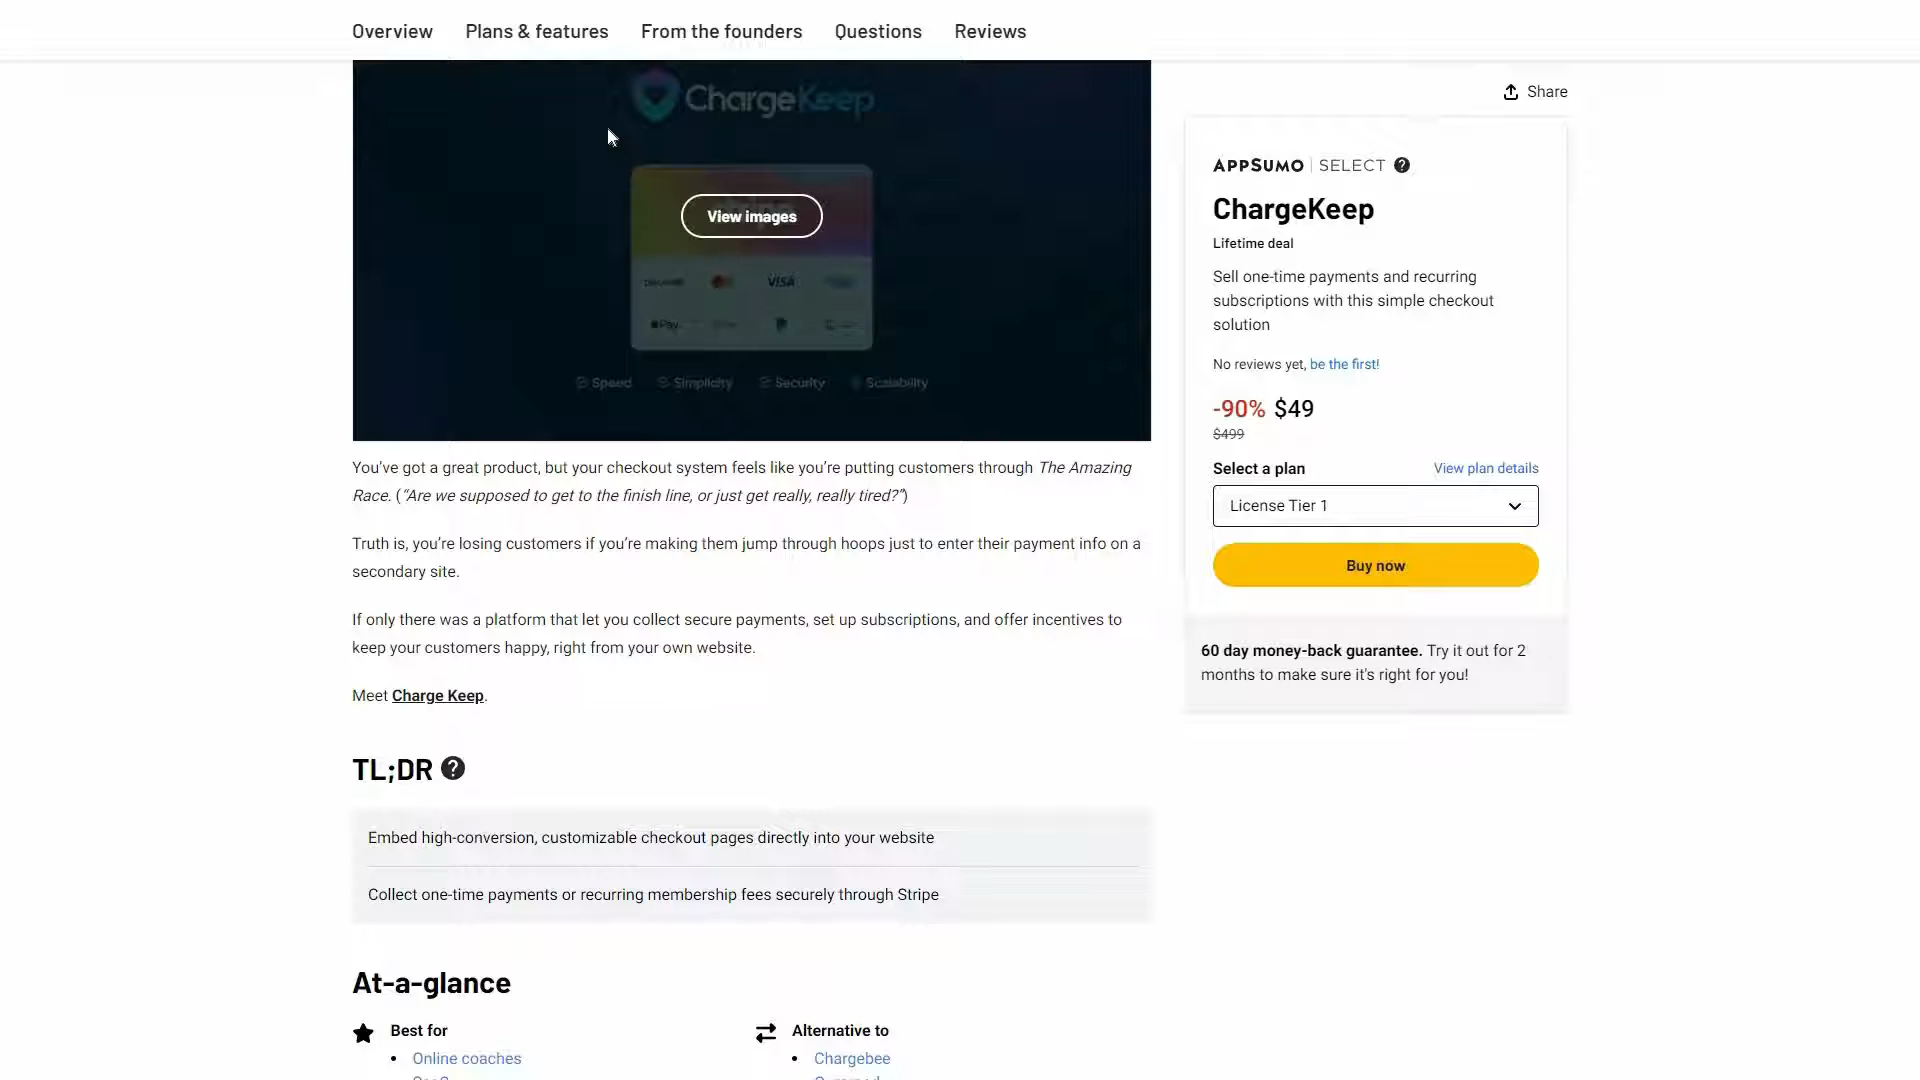 Overview Plans & features From the founders Questions Reviews
ChargeKeep
View images
VISA
Pay
Speed Simplicity Security Scalability
You've got a great product, but your checkout system feels like you're putting customers through The Amazing
Race. ("Are we supposed to get to the finish line, or just get really, really tired?")
Truth is, you're losing customers if you're making them jump through hoops just to enter their payment info on a
secondary site.
If only there was a platform that let you collect secure payments, set up subscriptions, and offer incentives to
keep your customers happy, right from your own website.
Meet Charge Keep.
TL;DR ?
Embed high-conversion, customizable checkout pages directly into your website
Collect one-time payments or recurring membership fees securely through Stripe
At-a-glance
Best for
• Online coaches
Alternative to
• Chargebee
Share
APPSUMO | SELECT ?
ChargeKeep
Lifetime deal
Sell one-time payments and recurring
subscriptions with this simple checkout
solution
No reviews yet, be the first!
-90% $49
$499
Select a plan View plan details
License Tier 1
Buy now
60 day money-back guarantee. Try it out for 2
months to make sure it's right for you!